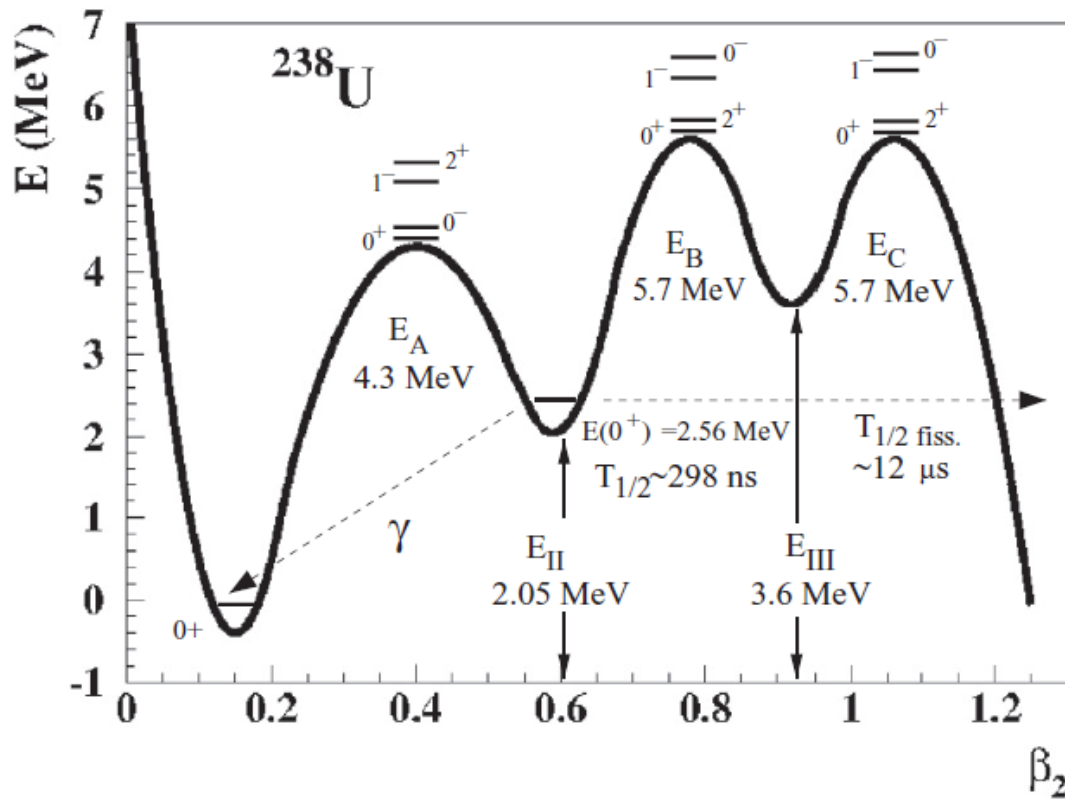 7
6
5
4
3
2
1
0
-1
E (MeV)
²³⁸U
1⁻
2⁺
0⁺
0⁻
E_A
4.3 MeV
1⁻
0⁻
0⁺
2⁺
E_B
5.7 MeV
1⁻
0⁻
0⁺
2⁺
E_C
5.7 MeV
E(0⁺) =2.56 MeV
T_1/2~298 ns
T_1/2 fiss.
~12 μs
γ
E_II
2.05 MeV
E_III
3.6 MeV
0+
0 0.2 0.4 0.6 0.8 1 1.2
β₂